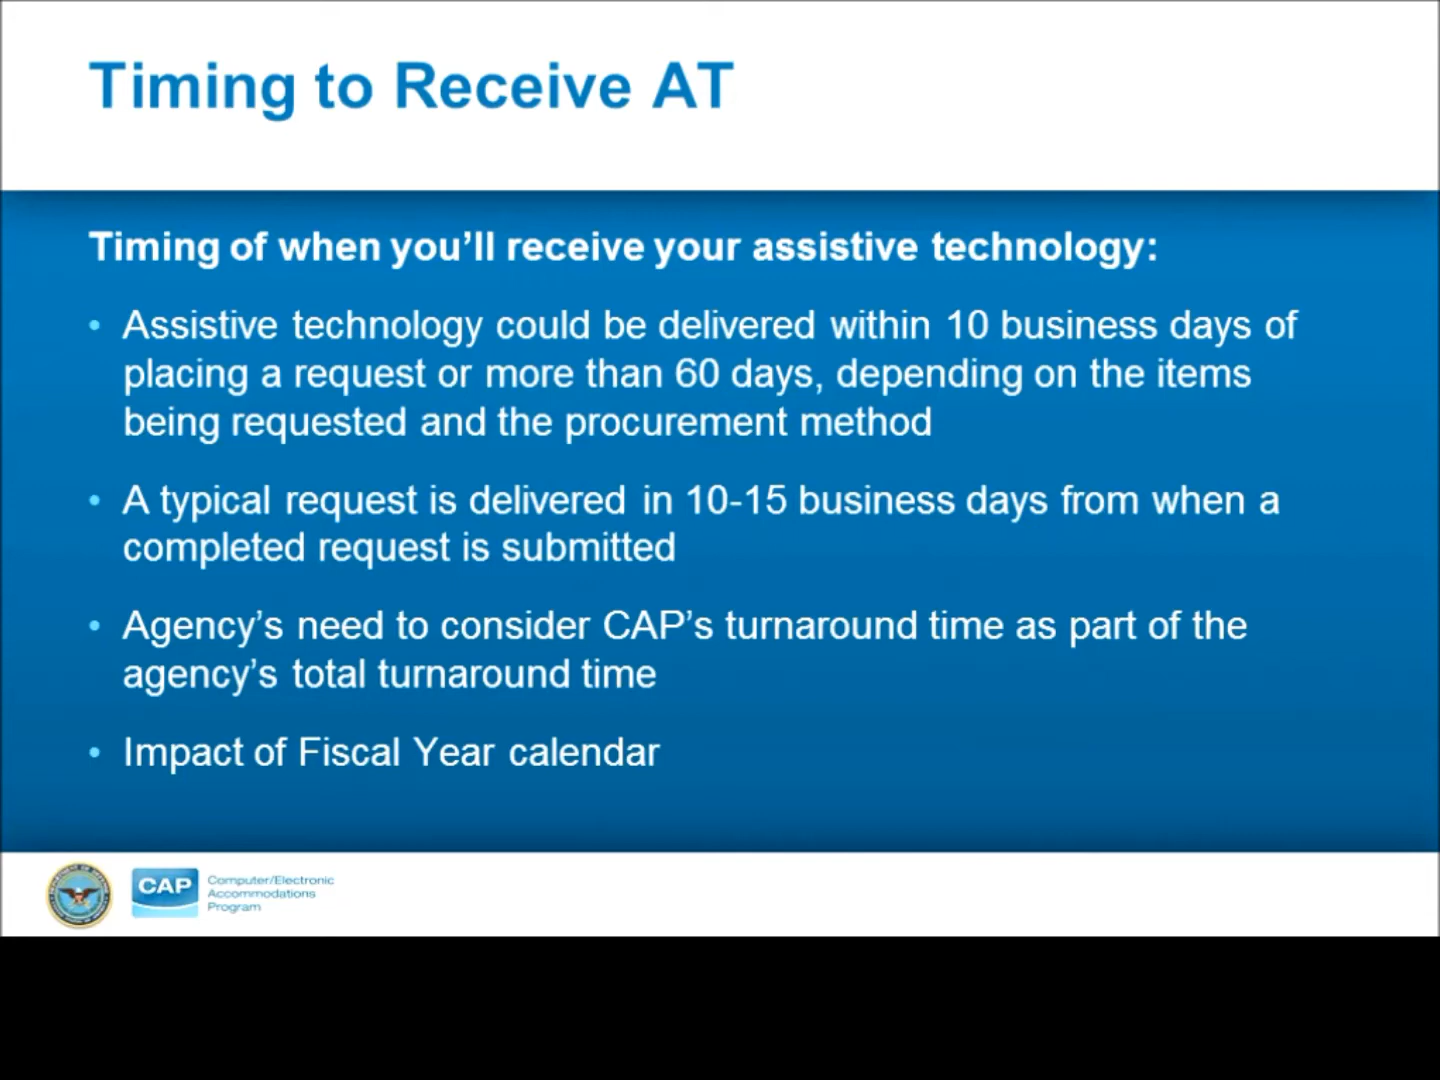 Timing to Receive AT
Timing of when you’ll receive your assistive technology:
• Assistive technology could be delivered within 10 business days of
placing a request or more than 60 days, depending on the items
being requested and the procurement method
• A typical request is delivered in 10-15 business days from when a
completed request is submitted
• Agency’s need to consider CAP’s turnaround time as part of the
agency’s total turnaround time
• Impact of Fiscal Year calendar
CAP
Computer/Electronic
Accommodations
Program